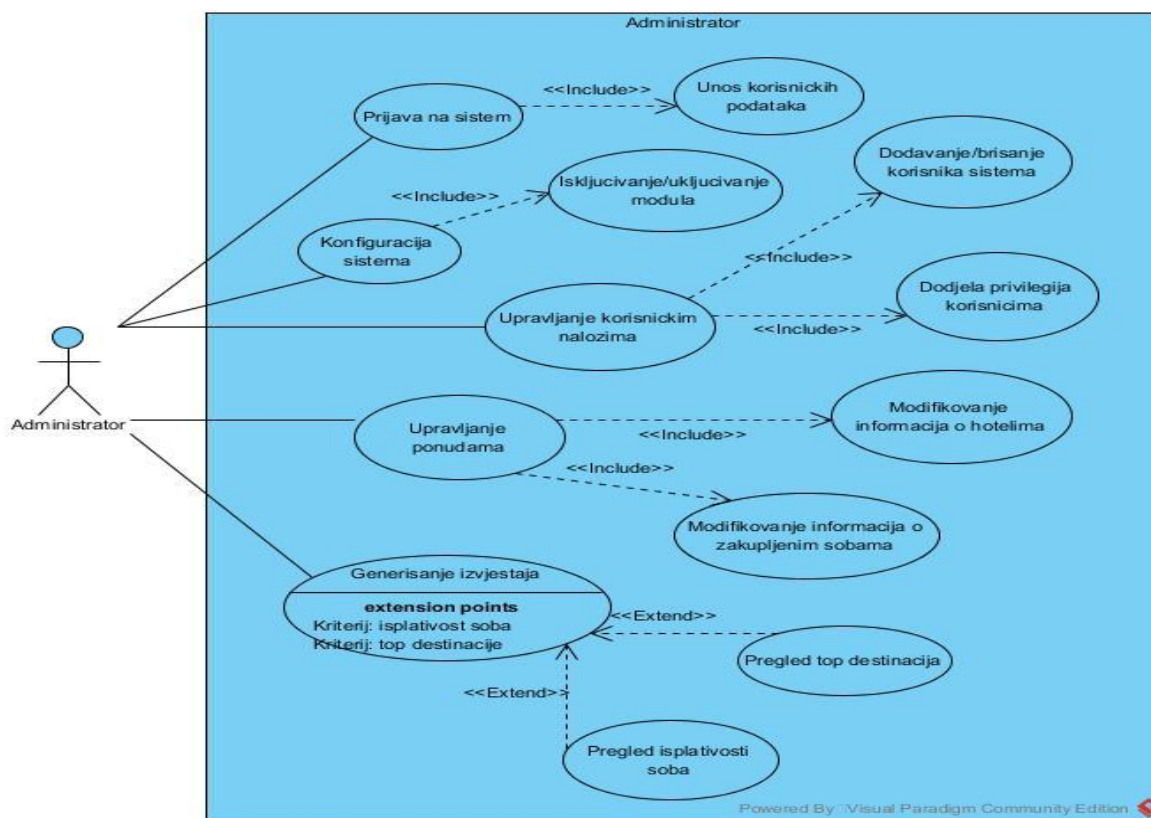 Administrator
Prijava na sistem
<<Include>>
Unos korisnickih
podataka
Konfiguracija
sistema
<<Include>>
Iskljucivanje/ukljucivanje
modula
Dodavanje/brisanje
korisnika sistema
<<Include>>
Upravljanje korisnickim
nalozima
<<Include>>
Dodjela privilegija
korisnicima
Administrator
Upravljanje
ponudama
<<Include>>
Modifikovanje
informacija o hotelima
<<Include>>
Modifikovanje informacija o
zakupljenim sobama
Generisanje izvjestaja
extension points
Kriterij: isplativost soba
Kriterij: top destinacije
<<Extend>>
Pregled top destinacija
<<Extend>>
Pregled isplativosti
soba
Powered By Visual Paradigm Community Edition